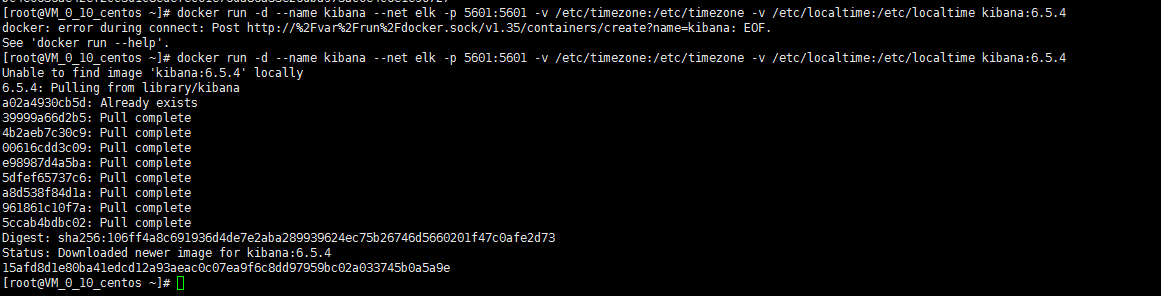 [root@VM_0_10_centos ~]# docker run -d --name kibana --net elk -p 5601:5601 -v /etc/timezone:/etc/timezone -v /etc/localtime:/etc/localtime kibana:6.5.4
docker: error during connect: Post http://%2Fvar%2Frun%2Fdocker.sock/v1.35/containers/create?name=kibana: EOF.
See 'docker run --help'.
[root@VM_0_10_centos ~]# docker run -d --name kibana --net elk -p 5601:5601 -v /etc/timezone:/etc/timezone -v /etc/localtime:/etc/localtime kibana:6.5.4
Unable to find image 'kibana:6.5.4' locally
6.5.4: Pulling from library/kibana
a02a4930cb5d: Already exists
39999a66d2b5: Pull complete
4b2aeb7c30c9: Pull complete
00616cdd3c09: Pull complete
e98987d4a5ba: Pull complete
5dfef65737c6: Pull complete
a8d538f84d1a: Pull complete
961861c10f7a: Pull complete
5ccab4bdbc02: Pull complete
Digest: sha256:106ff4a8c691936d4de7e2aba289939624ec75b26746d5660201f47c0afe2d73
Status: Downloaded newer image for kibana:6.5.4
15afd8d1e80ba41edcd12a93aeac0c07ea9f6c8dd97959bc02a033745b0a5a9e
[root@VM_0_10_centos ~]#